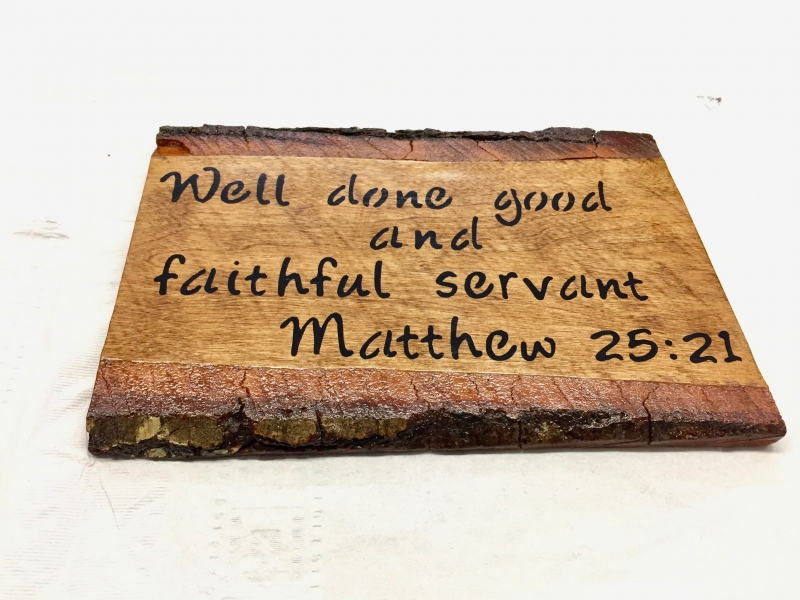 Well done good
and
faithful servant
Matthew 25:21